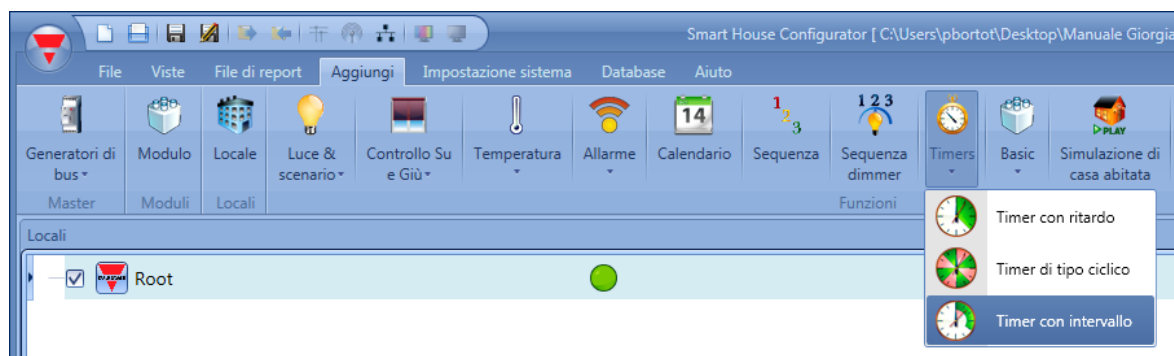 Smart House Configurator [ C:\Users\pbortot\Desktop\Manuale Giorgia
File Viste File di report Aggiungi Impostazione sistema Database Aiuto
14 1 2 3 1 2 3 PLAY
Generatori di bus Modulo Locale Luce & scenario Controllo Su e Giù Temperatura Allarme Calendario Sequenza Sequenza dimmer Timers Basic Simulazione di casa abitata
Master Moduli Locali Funzioni
Timer con ritardo
Locali
Timer di tipo ciclico
Root
Timer con intervallo